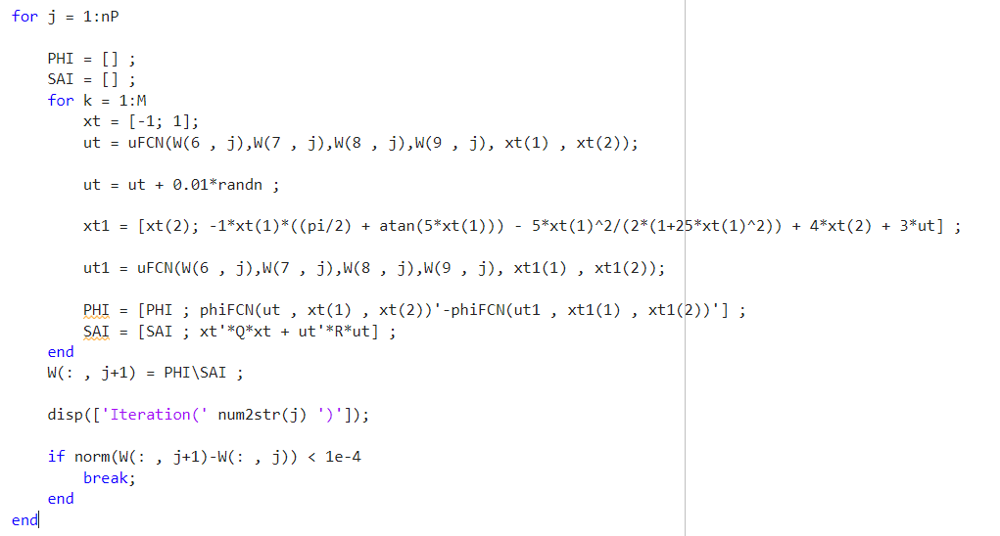 for j = 1:nP
PHI = [] ;
SAI = [] ;
for k = 1:M
xt = [-1; 1];
ut = uFCN(W(6 , j),W(7 , j),W(8 , j),W(9 , j), xt(1) , xt(2));
ut = ut + 0.01*randn ;
xt1 = [xt(2); -1*xt(1)*((pi/2) + atan(5*xt(1))) - 5*xt(1)^2/(2*(1+25*xt(1)^2)) + 4*xt(2) + 3*ut] ;
ut1 = uFCN(W(6 , j),W(7 , j),W(8 , j),W(9 , j), xt1(1) , xt1(2));
PHI = [PHI ; phiFCN(ut , xt(1) , xt(2))'-phiFCN(ut1 , xt1(1) , xt1(2))'] ;
SAI = [SAI ; xt'*Q*xt + ut'*R*ut] ;
end
W(: , j+1) = PHI\SAI ;
disp(['Iteration(' num2str(j) ')']);
if norm(W(: , j+1)-W(: , j)) < 1e-4
break;
end
end